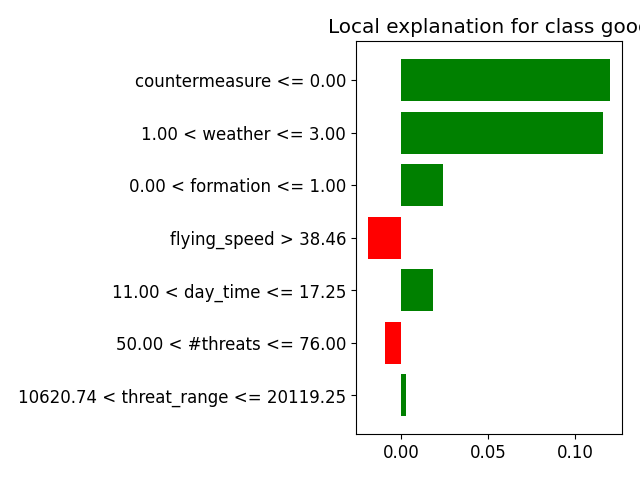 Local explanation for class good
countermeasure <= 0.00
1.00 < weather <= 3.00
0.00 < formation <= 1.00
flying_speed > 38.46
11.00 < day_time <= 17.25
50.00 < #threats <= 76.00
10620.74 < threat_range <= 20119.25
0.00 0.05 0.10